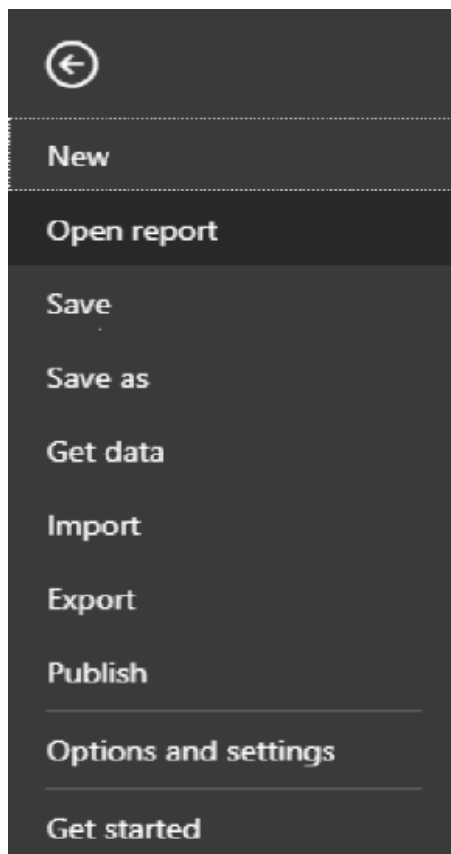 New
Open report
Save
Save as
Get data
Import
Export
Publish
Options and settings
Get started